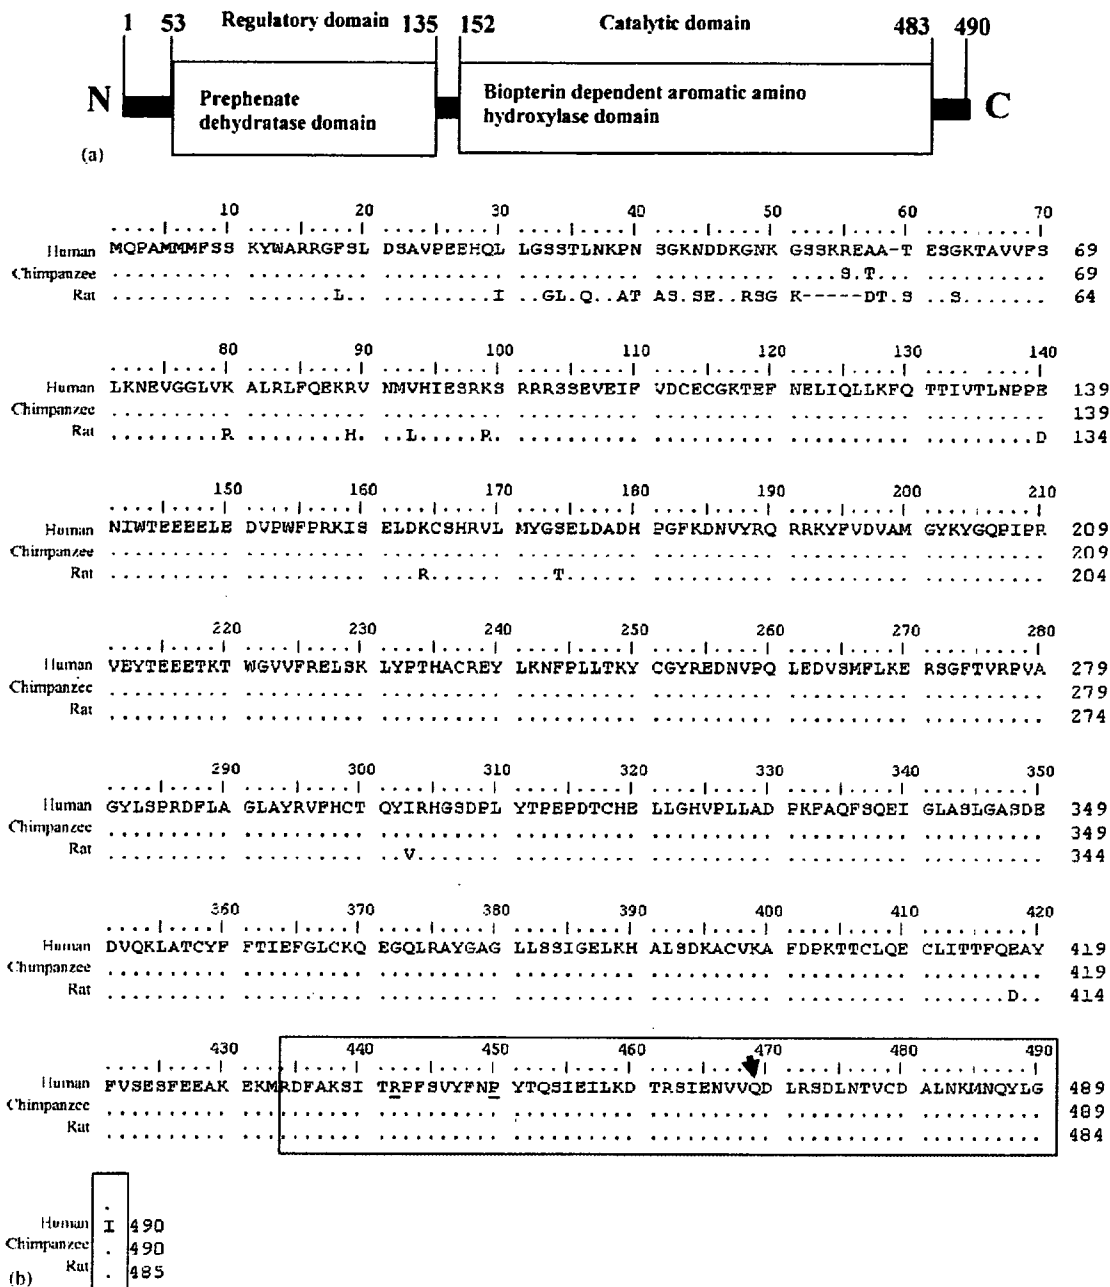 1 53 Regulatory domain 135 152 Catalytic domain 483 490
N Prephenate dehydratase domain Biopterin dependent aromatic amino hydroxylase domain C
(a)
10 20 30 40 50 60 70
Human MQPAMMMFSS KYWARRGFSL DSAVPEEHQL LGSSTLNKPN SGKNDDKGNK GSSKREAA-T ESGKTAVVFS 69
Chimpanzee .......... .......... .......... .......... .......... ....S.T... .......... 69
Rat .......... .......L.. .........I ...GL.Q..AT AS.SE..RSG K-----DT.S ...S...... 64
80 90 100 110 120 130 140
Human LKNEVGGLVK ALRLFQEKRV NMVHIESRKS RRRSSEVEIF VDCECGKTEF NELIQLLKFQ TTIVTLNPPE 139
Chimpanzee .......... .......... .......... .......... .......... .......... .......... 139
Rat .........R ........H. ...L....R. .......... .......... .......... .........D 134
150 160 170 180 190 200 210
Human NIWTEEEELE DVPWFPRKIS ELDKCSHRVL MYGSELDADH PGFKDNVYRQ RRKYFVDVAM GYKYGQPIPR 209
Chimpanzee .......... .......... .......... .......... .......... .......... .......... 209
Rat .......... .......... ....R..... ...T...... .......... .......... .......... 204
220 230 240 250 260 270 280
Human VEYTEEETKT WGVVFRELSK LYPTHACREY LKNFPLLTKY CGYREDNVPQ LEDVSMFLKE RSGFTVRPVA 279
Chimpanzee .......... .......... .......... .......... .......... .......... .......... 279
Rat .......... .......... .......... .......... .......... .......... .......... 274
290 300 310 320 330 340 350
Human GYLSPRDFLA GLAYRVFHCT QYIRHGSDPL YTPEPDTCHE LLGHVPLLAD PKFAQFSQEI GLASLGASDE 349
Chimpanzee .......... .......... .......... .......... .......... .......... .......... 349
Rat .......... .......... ...V...... .......... .......... .......... .......... 344
360 370 380 390 400 410 420
Human DVQKLATCYF FTIEFGLCKQ EGQLRAYGAG LLSSIGELKH ALSDKACVKA FDPKTTCLQE CLITTFQEAY 419
Chimpanzee .......... .......... .......... .......... .......... .......... .......... 419
Rat .......... .......... .......... .......... .......... .......... .......D.. 414
430 440 450 460 470 480 490
Human FVSESFEEAK EKMRDFAKSI TRPFSVYFNP YTQSIEILKD TRSIENVVQD LRSDLNTVCD ALNKMNQYLG 489
Chimpanzee .......... .......... .......... .......... .......... .......... .......... 489
Rat .......... .......... .......... .......... .......... .......... .......... 484
.
Human I 490
Chimpanzee . 490
Rat . 485
(b)